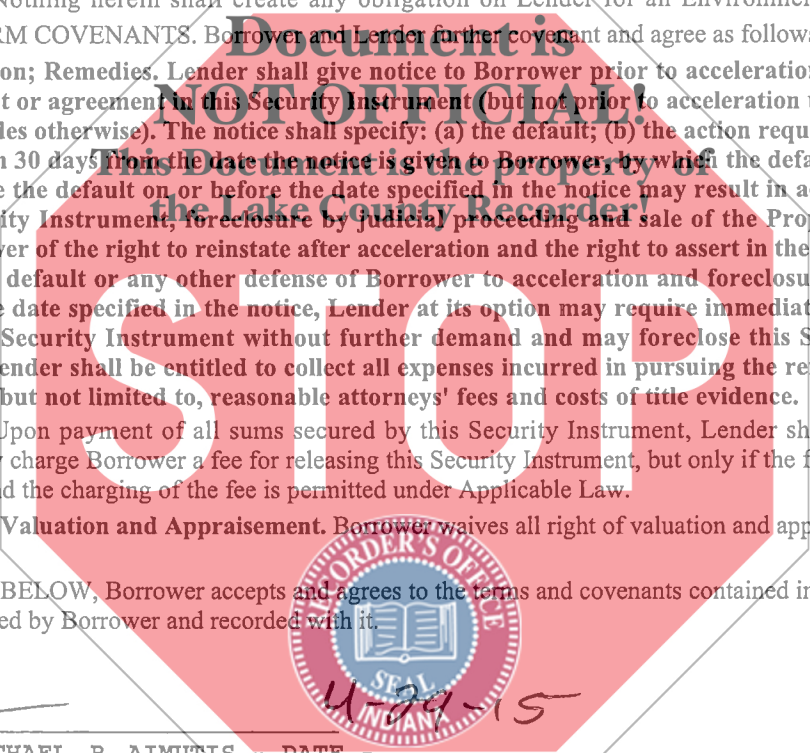 Nothing herein shall create any obligation on Lender for an Environmen
RM COVENANTS. Borrower and Lender further covenant and agree as follows
Document is
on; Remedies. Lender shall give notice to Borrower prior to acceleration
t or agreement in this Security Instrument (but not prior to acceleration
NOT OFFICIAL!
les otherwise). The notice shall specify: (a) the default; (b) the action requi
30 days from the date the notice is given to Borrower, by which the defa
This Document is the property of
e the default on or before the date specified in the notice may result in a
the Lake County Recorder!
ity Instrument, foreclosure by judicial proceeding and sale of the Prop
er of the right to reinstate after acceleration and the right to assert in the
default or any other defense of Borrower to acceleration and foreclosu
e date specified in the notice, Lender at its option may require immediat
Security Instrument without further demand and may foreclose this S
ender shall be entitled to collect all expenses incurred in pursuing the re
but not limited to, reasonable attorneys' fees and costs of title evidence.
STOP
Upon payment of all sums secured by this Security Instrument, Lender sh
charge Borrower a fee for releasing this Security Instrument, but only if the f
d the charging of the fee is permitted under Applicable Law.
Valuation and Appraisement. Borrower waives all right of valuation and app
RECORDER'S OFFICE
BELOW, Borrower accepts and agrees to the terms and covenants contained in
ed by Borrower and recorded with it.
SEAL
INDIANA
4-29-15
CHAEL B AIMUTIS - DATE -